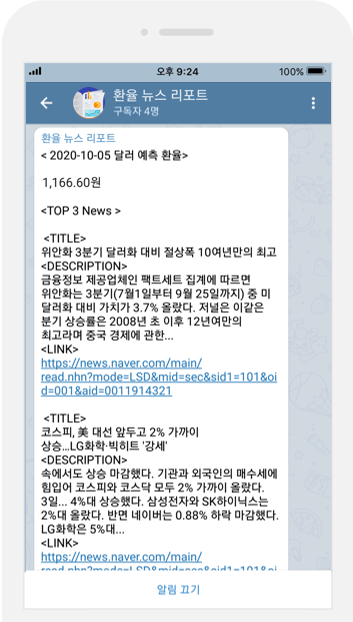 오후 9:24
100%
환율 뉴스 리포트
구독자 4명
환율 뉴스 리포트
< 2020-10-05 달러 예측 환율>
1,166.60원
<TOP 3 News >
<TITLE>
위안화 3분기 달러화 대비 절상폭 10여년만의 최고
<DESCRIPTION>
금융정보 제공업체인 팩트세트 집계에 따르면
위안화는 3분기(7월1일부터 9월 25일까지) 중 미
달러화 대비 가치가 3.7% 올랐다. 저널은 이같은
분기 상승률은 2008년 초 이후 12년여만의
최고라며 중국 경제에 관한...
<LINK>
https://news.naver.com/main/
read.nhn?mode=LSD&mid=sec&sid1=101&oi
d=001&aid=0011914321
<TITLE>
코스피, 美 대선 앞두고 2% 가까이
상승...LG화학·빅히트 '강세'
<DESCRIPTION>
속에서도 상승 마감했다. 기관과 외국인의 매수세에
힘입어 코스피와 코스닥 모두 2% 가까이 올랐다.
3일... 4%대 상승했다. 삼성전자와 SK하이닉스는
2%대 올랐다. 반면 네이버는 0.88% 하락 마감했다.
LG화학은 5%대...
<LINK>
https://news.naver.com/main/
read.nhn?mode=LSD&mid=sec&sid1=101&oi
알림 끄기